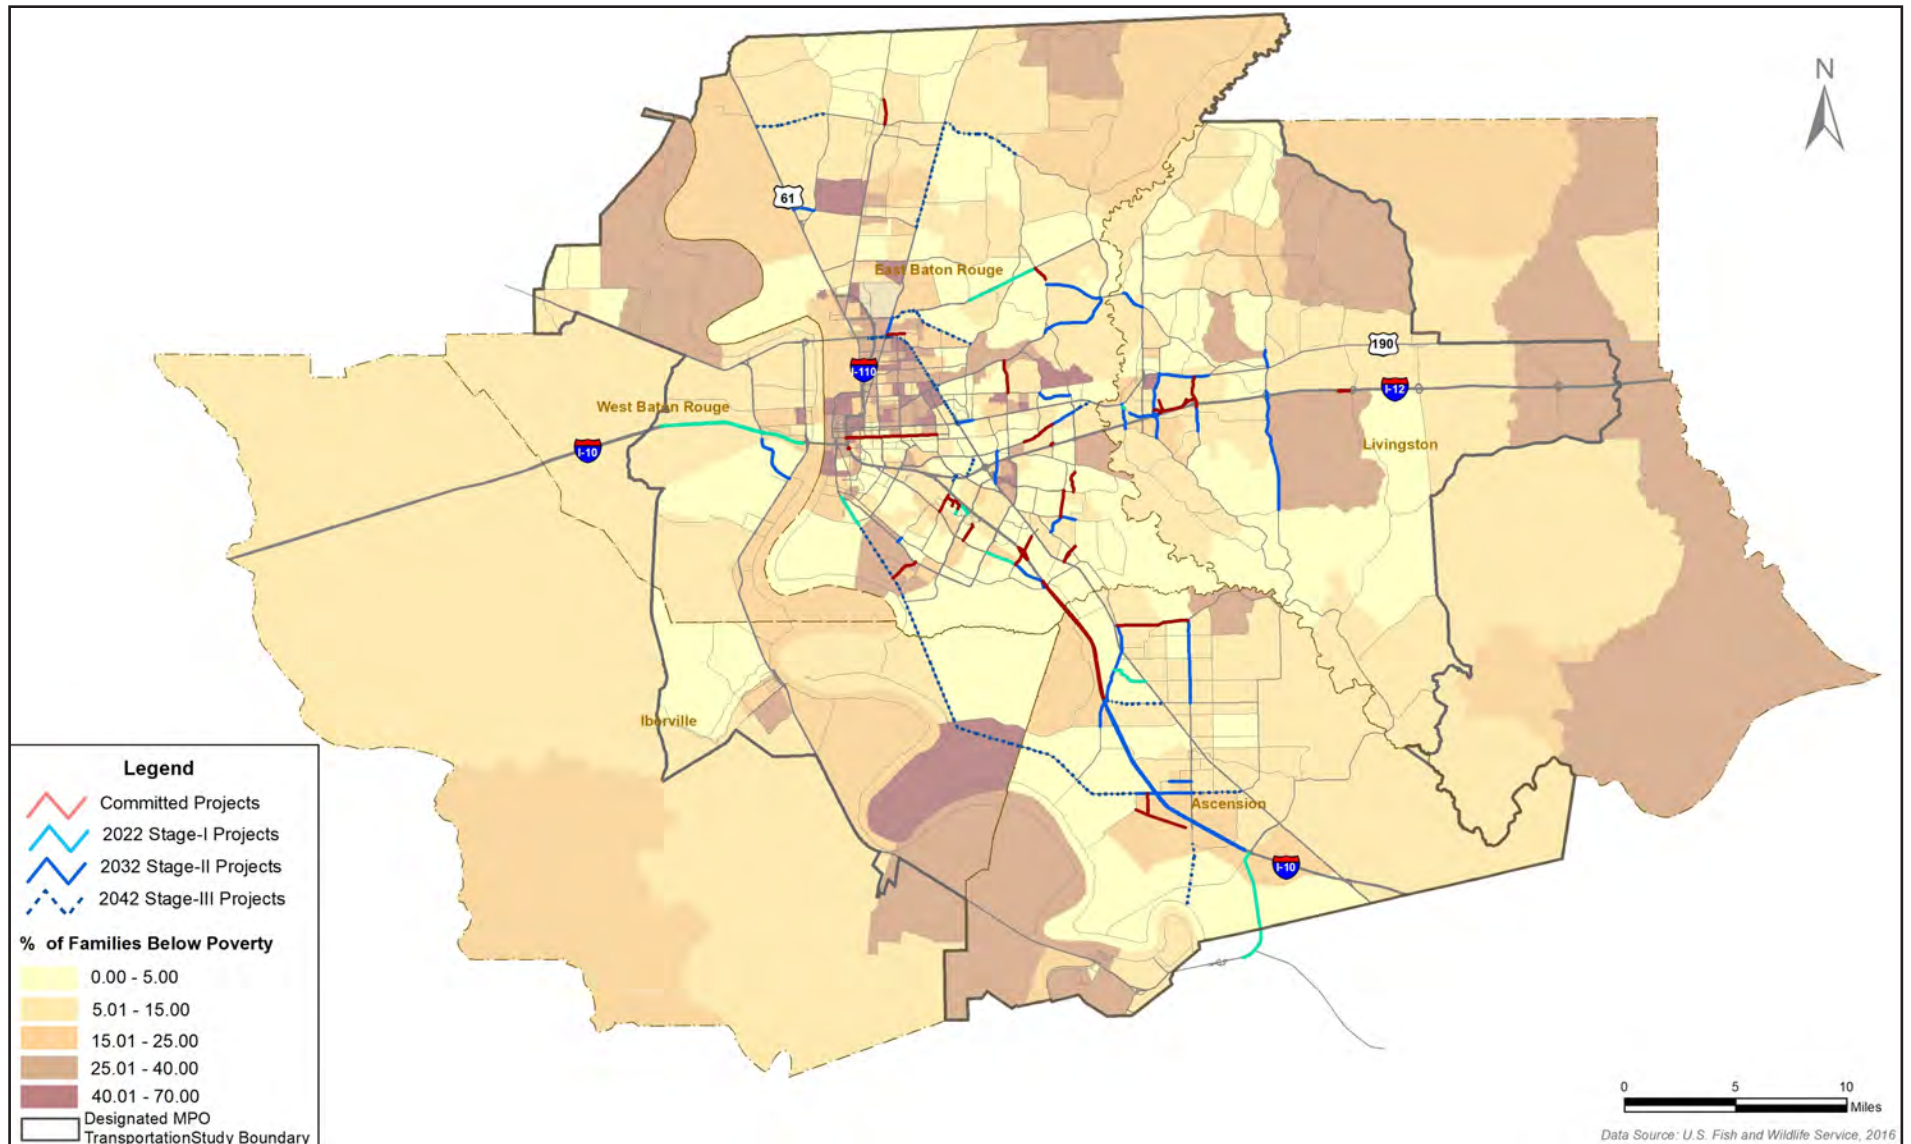 N
61
East Baton Rouge
190
I-110
I-12
West Baton Rouge
I-10
Livingston
Iberville
Ascension
I-10
Legend
Committed Projects
2022 Stage-I Projects
2032 Stage-II Projects
2042 Stage-III Projects
% of Families Below Poverty
0.00 - 5.00
5.01 - 15.00
15.01 - 25.00
25.01 - 40.00
40.01 - 70.00
Designated MPO
TransportationStudy Boundary
0 5 10
Miles
Data Source: U.S. Fish and Wildlife Service, 2016